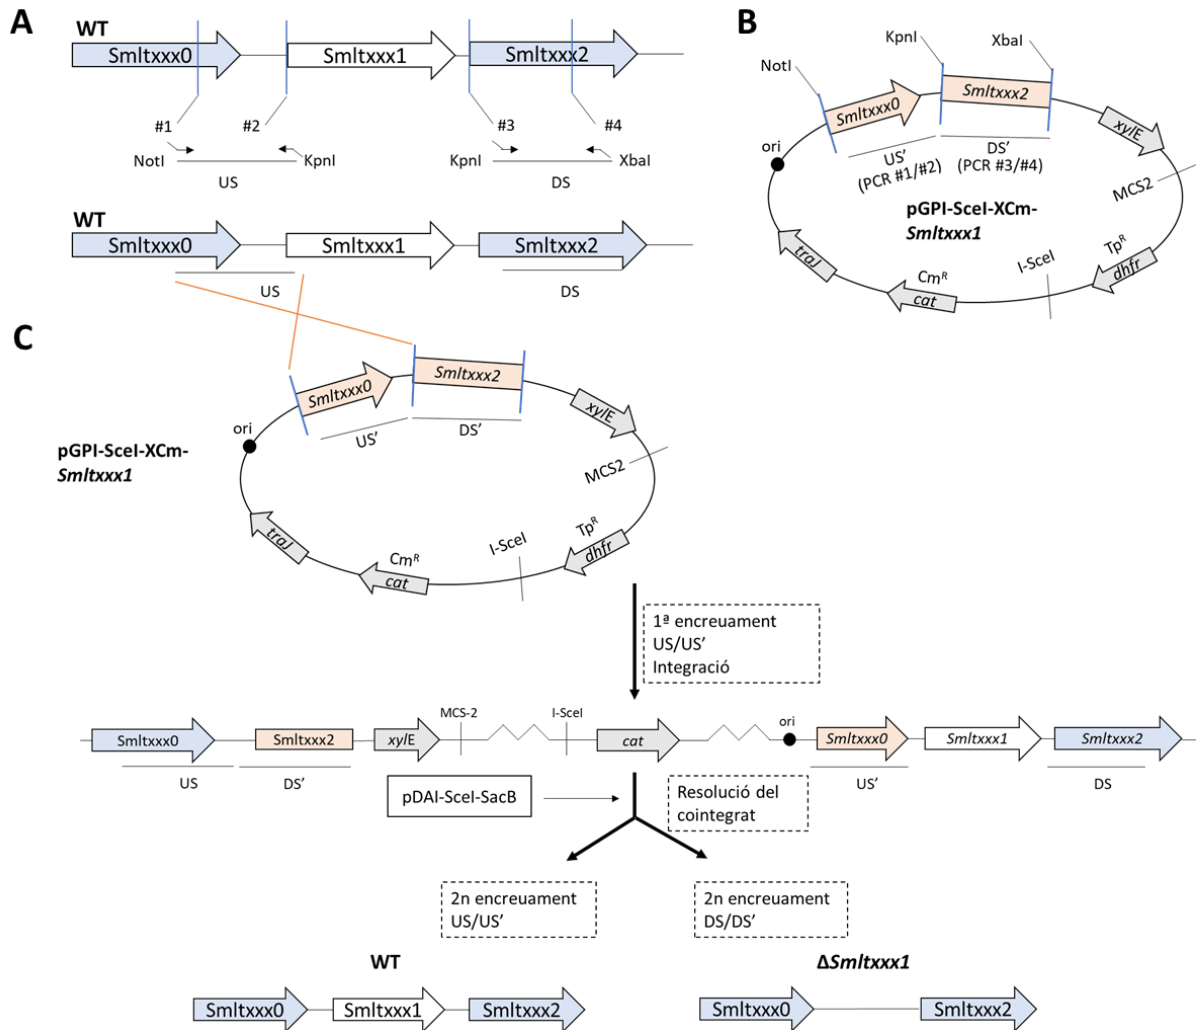 A
WT
Smltxxx0
Smltxxx1
Smltxxx2
#1
#2
#3
#4
NotI
KpnI
KpnI
XbaI
US
DS
WT
Smltxxx0
Smltxxx1
Smltxxx2
US
DS
B
NotI
KpnI
XbaI
Smltxxx0
Smltxxx2
xylE
ori
US’
(PCR #1/#2)
DS’
(PCR #3/#4)
MCS2
pGPI-SceI-XCm-
Smltxxx1
traJ
CmR
cat
I-SceI
TpR
dhfr
C
Smltxxx0
Smltxxx2
xylE
ori
US’
DS’
MCS2
pGPI-SceI-XCm-
Smltxxx1
traJ
CmR
cat
I-SceI
TpR
dhfr
1ª encreuament
US/US’
Integració
Smltxxx0
Smltxxx2
xylE
MCS-2
I-SceI
cat
ori
Smltxxx0
Smltxxx1
Smltxxx2
US
DS’
US’
DS
pDAI-SceI-SacB
Resolució del
cointegrat
2n encreuament
US/US’
2n encreuament
DS/DS’
WT
Smltxxx0
Smltxxx1
Smltxxx2
ΔSmltxxx1
Smltxxx0
Smltxxx2